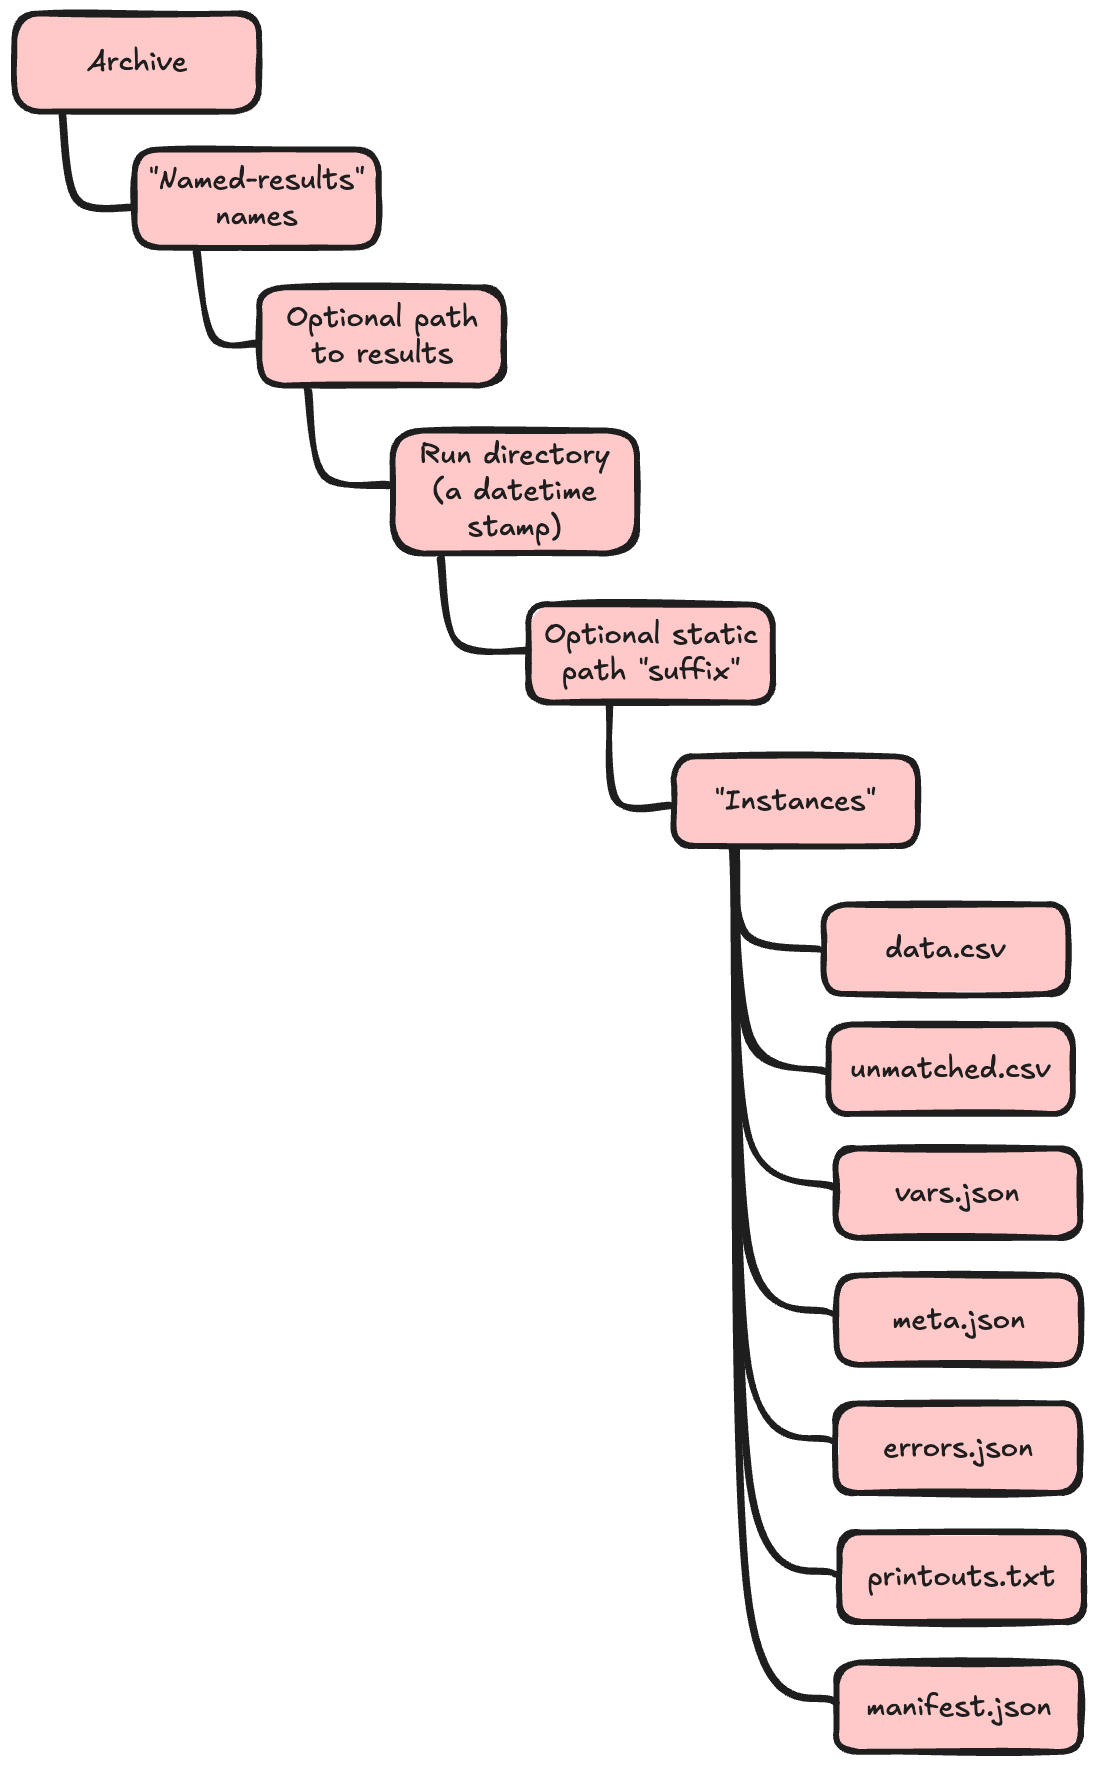 Archive
"Named-results"
names
Optional path
to results
Run directory
(a datetime
stamp)
Optional static
path "suffix"
"Instances"
data.csv
unmatched.csv
vars.json
meta.json
errors.json
printouts.txt
manifest.json